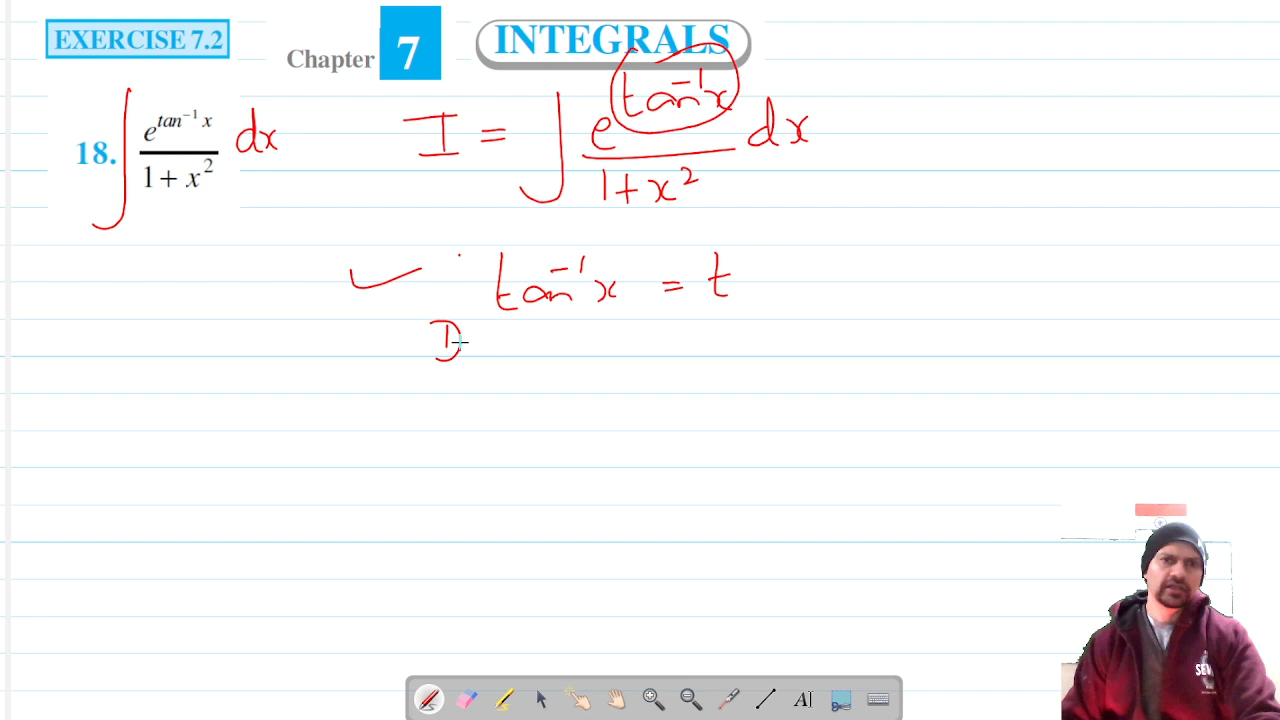 EXERCISE 7.2
Chapter 7 INTEGRALS
18. ∫ e^(tan⁻¹ x) / (1 + x²) dx
I = ∫ e^(tan⁻¹x) / (1+x²) dx
tan⁻¹x = t
D
SEV
A